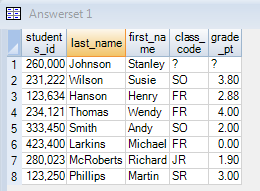 Answerset 1
students_id last_name first_name class_code grade_pt
1 260,000 Johnson Stanley ? ?
2 231,222 Wilson Susie SO 3.80
3 123,634 Hanson Henry FR 2.88
4 234,121 Thomas Wendy FR 4.00
5 333,450 Smith Andy SO 2.00
6 423,400 Larkins Michael FR 0.00
7 280,023 McRoberts Richard JR 1.90
8 123,250 Phillips Martin SR 3.00